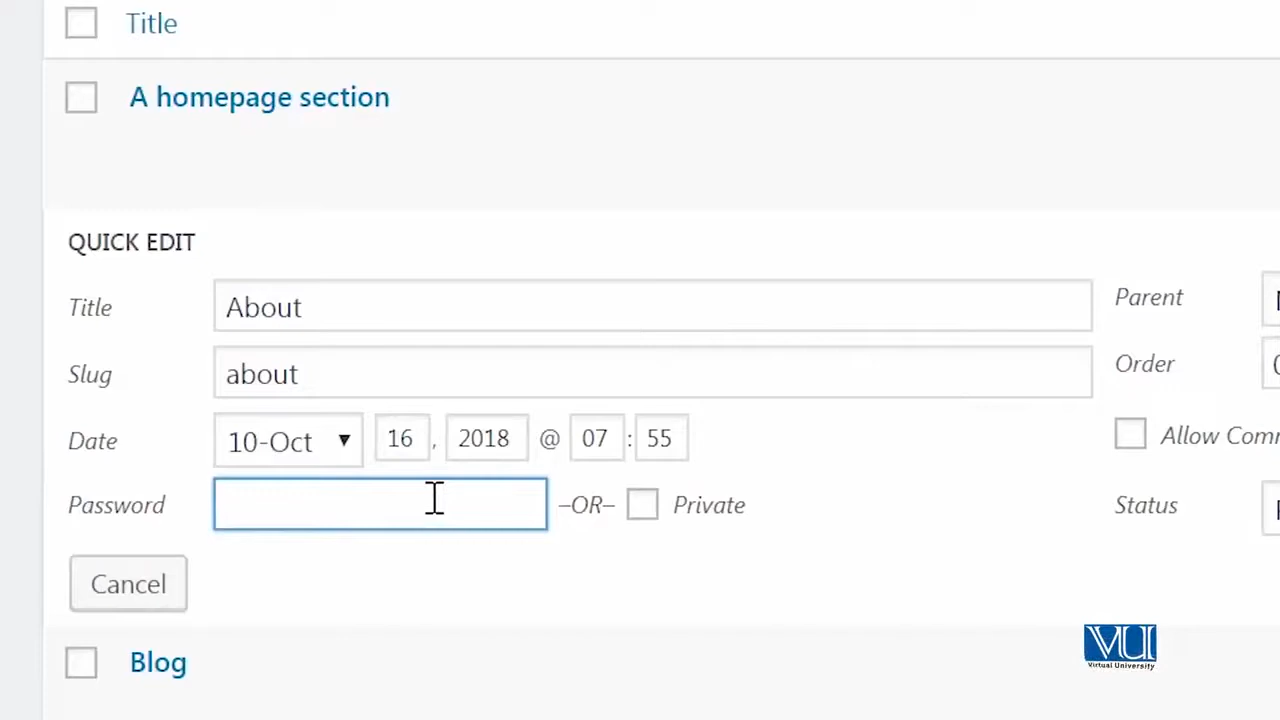 Title
A homepage section
QUICK EDIT
Title About Parent
Slug about Order
Date 10-Oct 16 , 2018 @ 07 : 55 Allow
Password –OR– Private Status
Cancel
Blog
VU
Virtual University